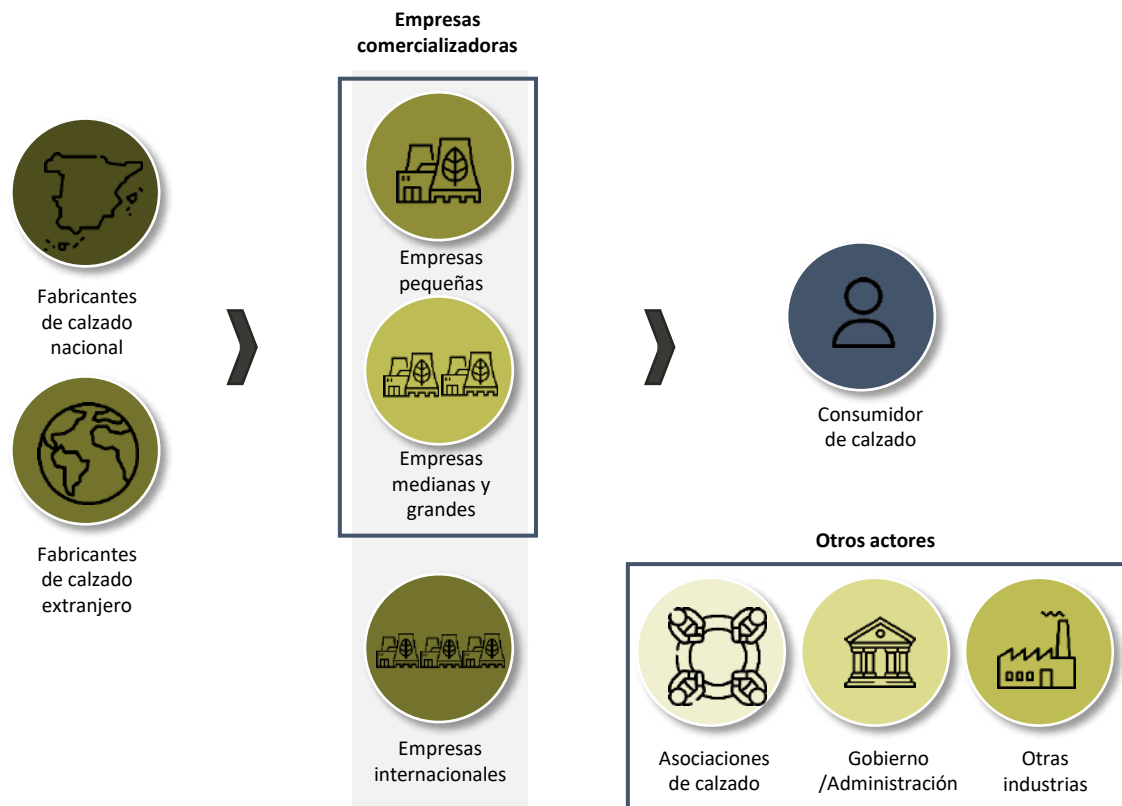 Empresas
comercializadoras
Fabricantes
de calzado
nacional
Fabricantes
de calzado
extranjero
Empresas
pequeñas
Empresas
medianas y
grandes
Empresas
internacionales
Consumidor
de calzado
Otros actores
Asociaciones
de calzado
Gobierno
/Administración
Otras
industrias